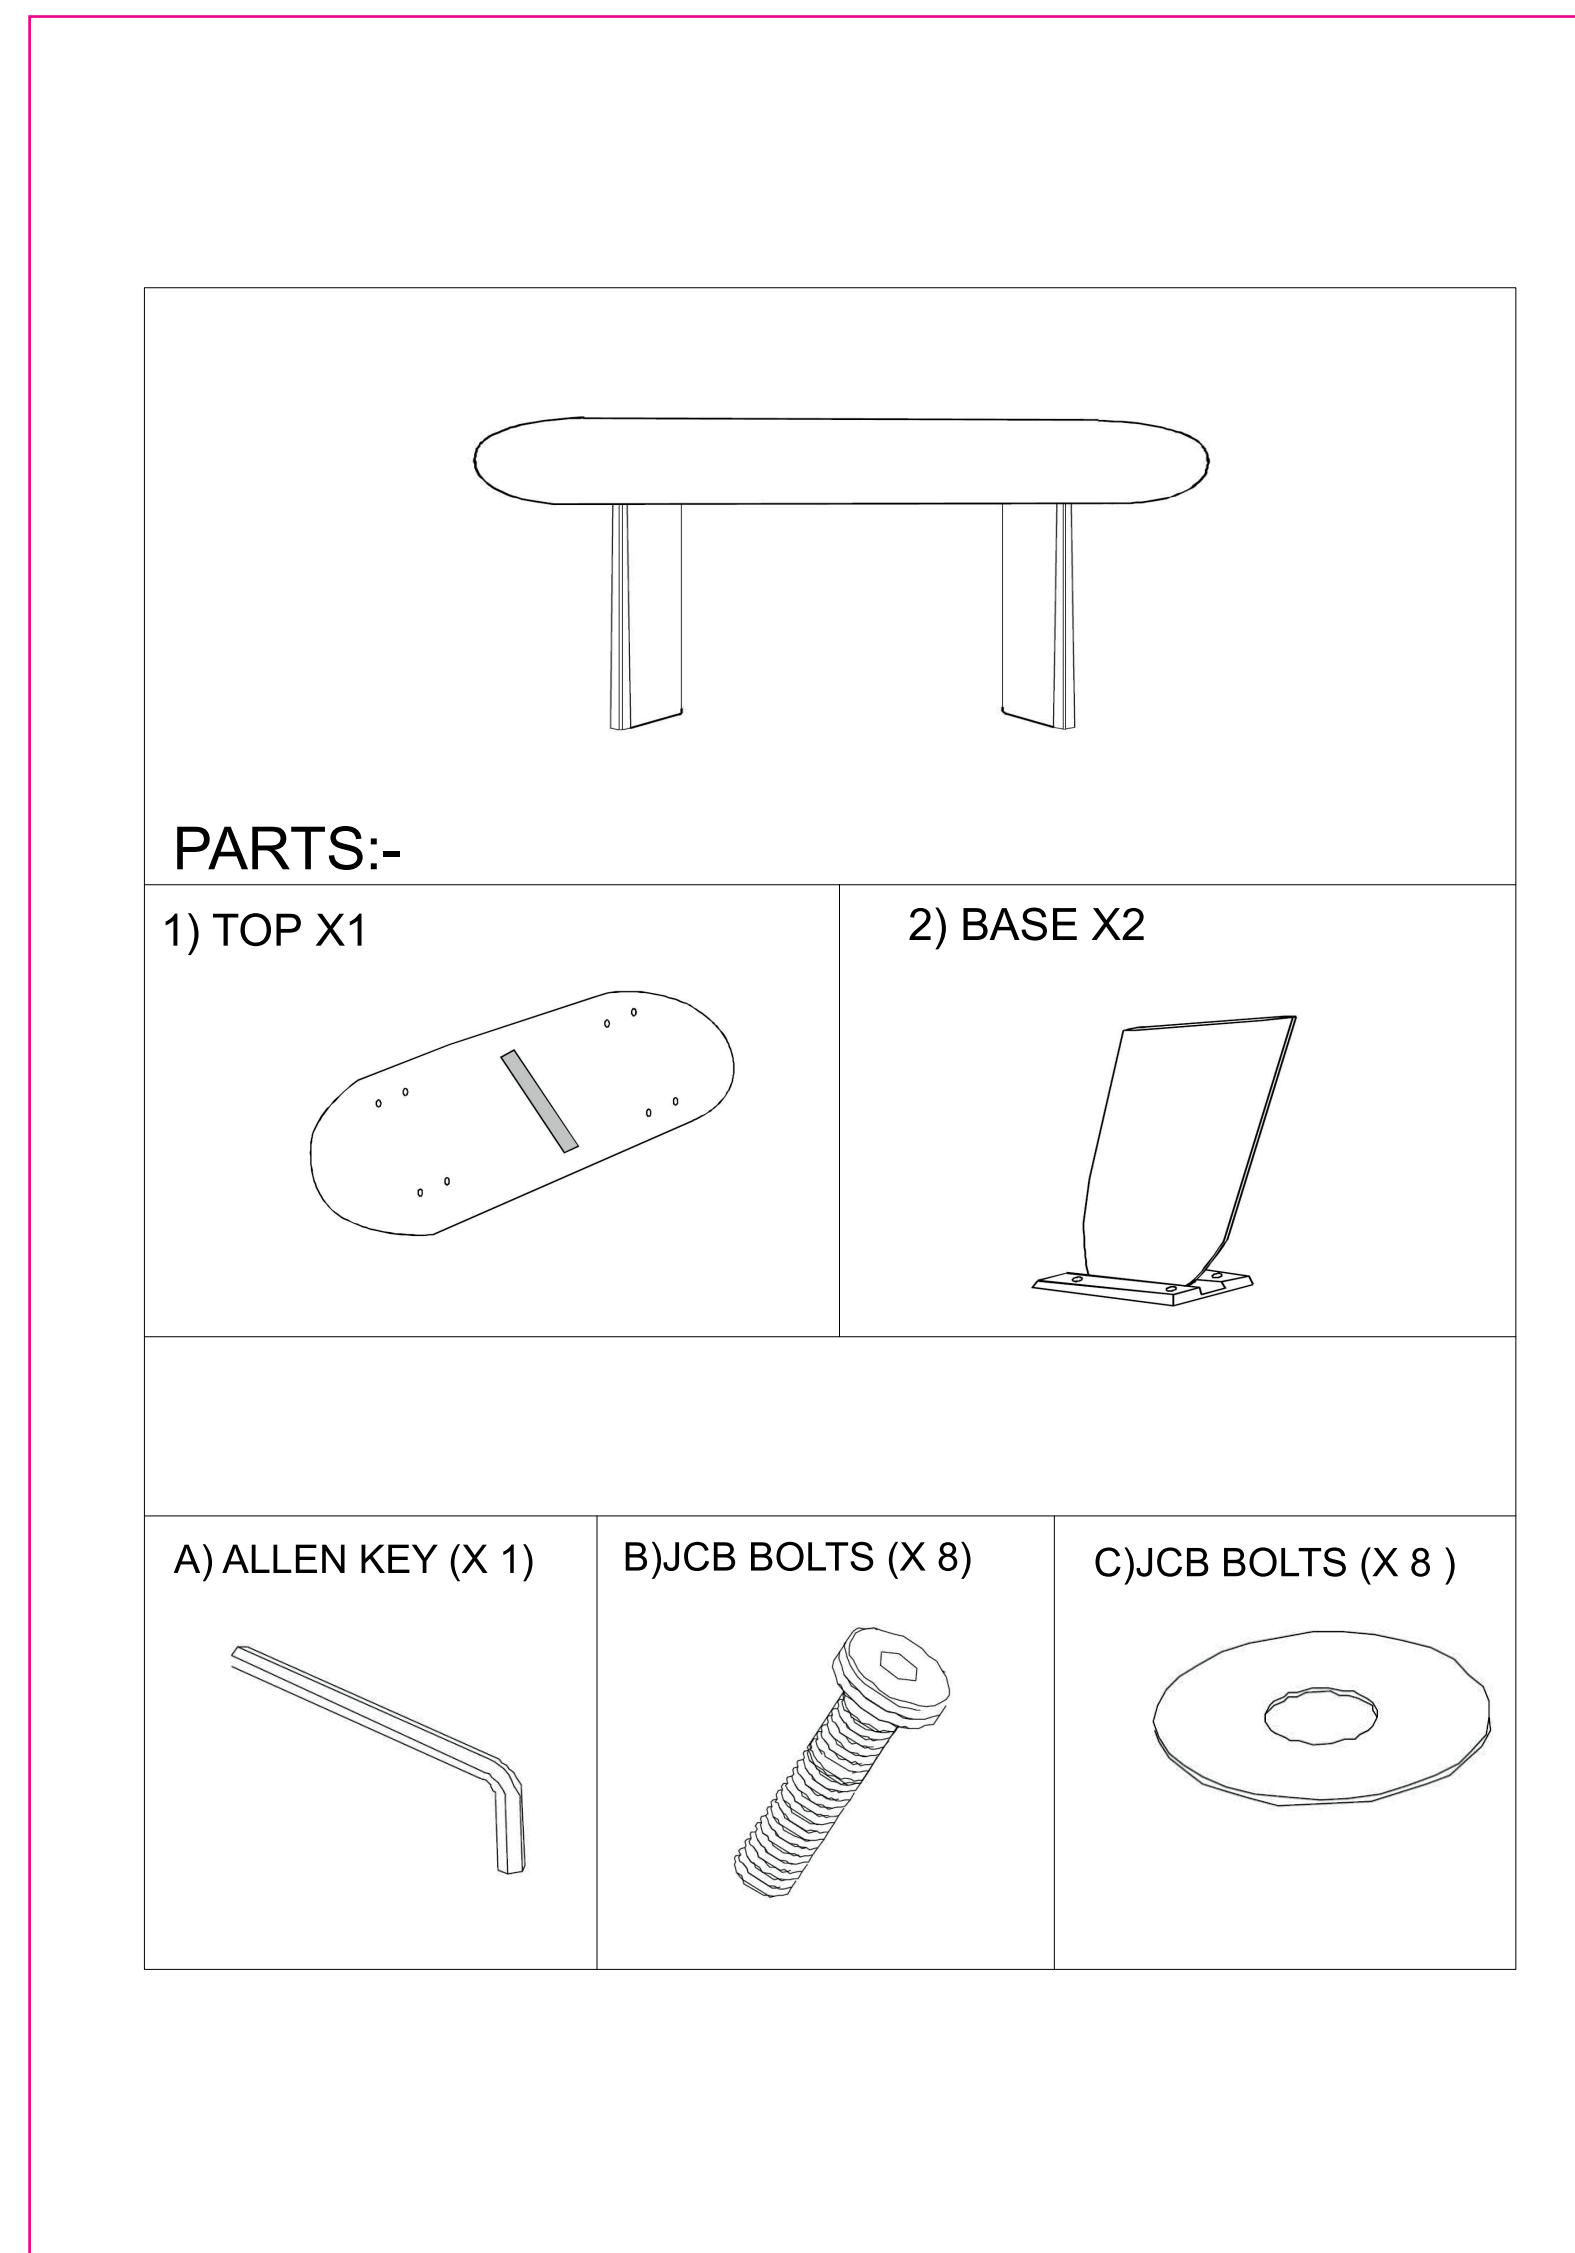 PARTS:-
1) TOP X1
2) BASE X2
A) ALLEN KEY (X 1)
B)JCB BOLTS (X 8)
C)JCB BOLTS (X 8 )